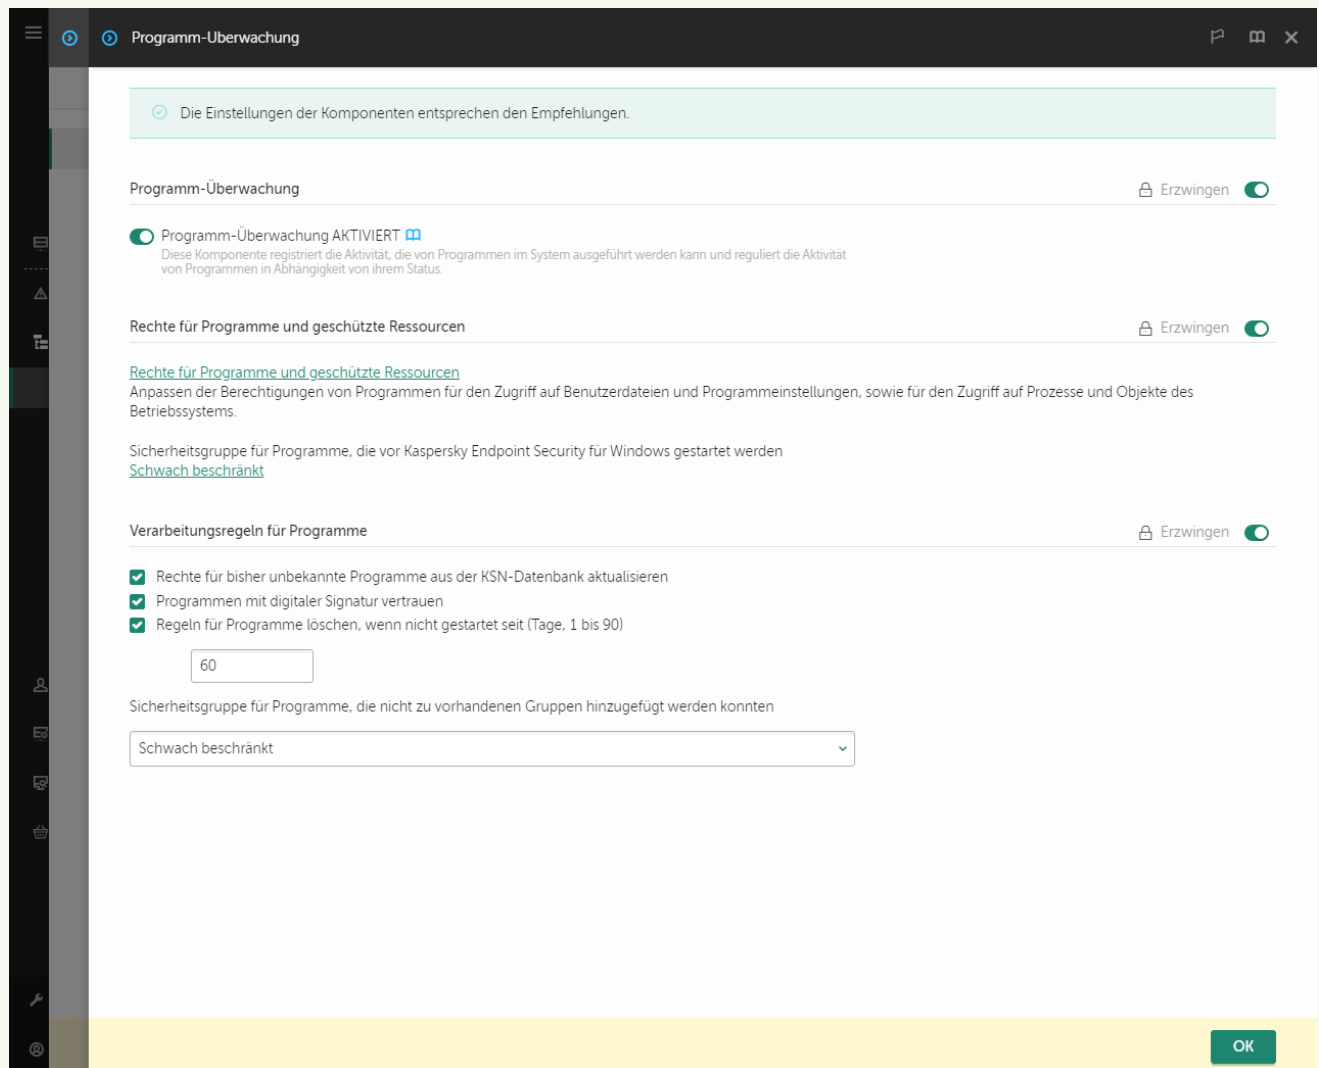 Programm-Überwachung
Die Einstellungen der Komponenten entsprechen den Empfehlungen.
Programm-Überwachung
Erzwingen
Programm-Überwachung AKTIVIERT
Diese Komponente registriert die Aktivität, die von Programmen im System ausgeführt werden kann und reguliert die Aktivität
von Programmen in Abhängigkeit von ihrem Status.
Rechte für Programme und geschützte Ressourcen
Erzwingen
Rechte für Programme und geschützte Ressourcen
Anpassen der Berechtigungen von Programmen für den Zugriff auf Benutzerdateien und Programmeinstellungen, sowie für den Zugriff auf Prozesse und Objekte des
Betriebssystems.
Sicherheitsgruppe für Programme, die vor Kaspersky Endpoint Security für Windows gestartet werden
Schwach beschränkt
Verarbeitungsregeln für Programme
Erzwingen
Rechte für bisher unbekannte Programme aus der KSN-Datenbank aktualisieren
Programmen mit digitaler Signatur vertrauen
Regeln für Programme löschen, wenn nicht gestartet seit (Tage, 1 bis 90)
60
Sicherheitsgruppe für Programme, die nicht zu vorhandenen Gruppen hinzugefügt werden konnten
Schwach beschränkt
OK